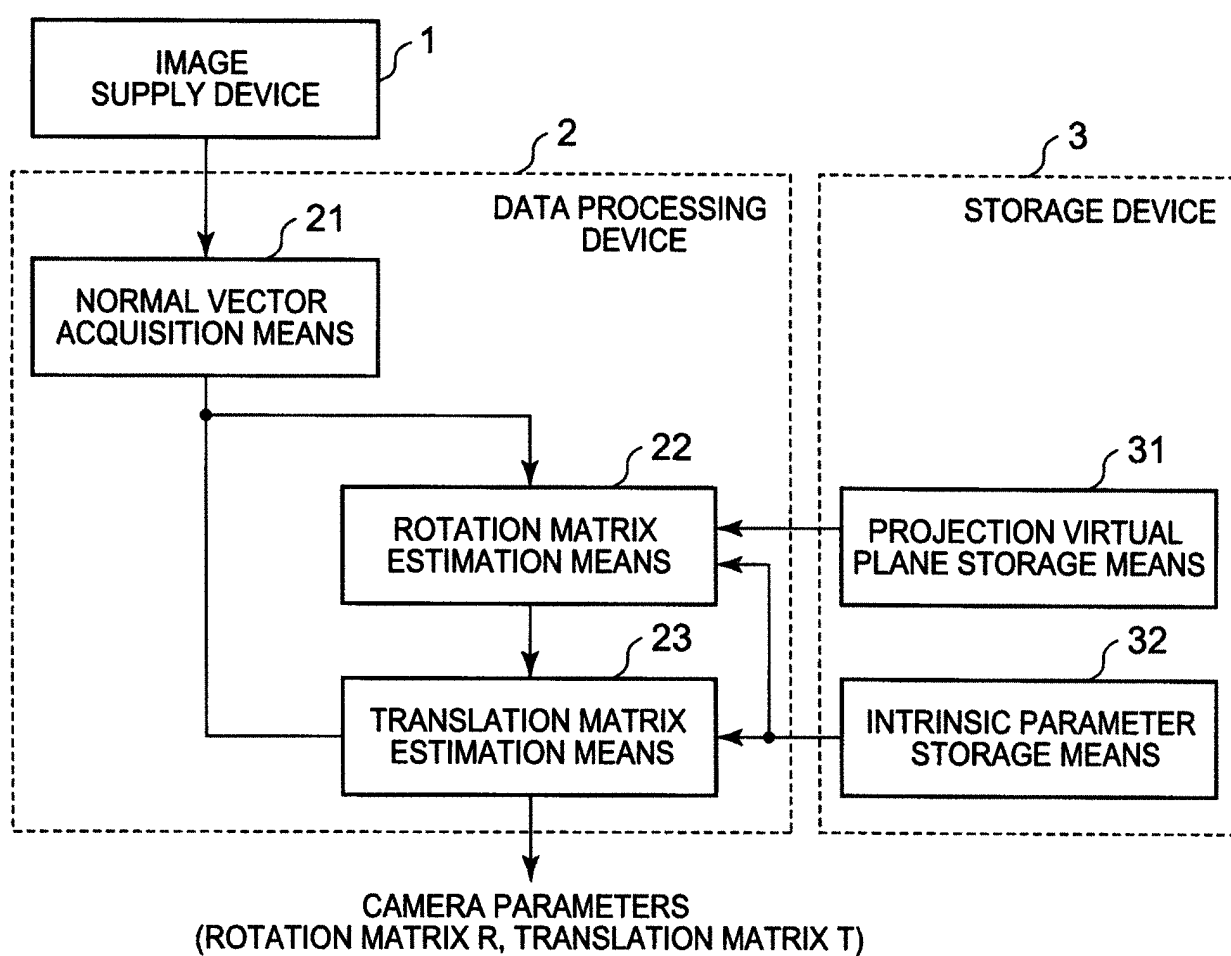 1
IMAGE
SUPPLY DEVICE
2
3
DATA PROCESSING
DEVICE
STORAGE DEVICE
21
NORMAL VECTOR
ACQUISITION MEANS
22
31
ROTATION MATRIX
ESTIMATION MEANS
PROJECTION VIRTUAL
PLANE STORAGE MEANS
23
32
TRANSLATION MATRIX
ESTIMATION MEANS
INTRINSIC PARAMETER
STORAGE MEANS
CAMERA PARAMETERS
(ROTATION MATRIX R, TRANSLATION MATRIX T)